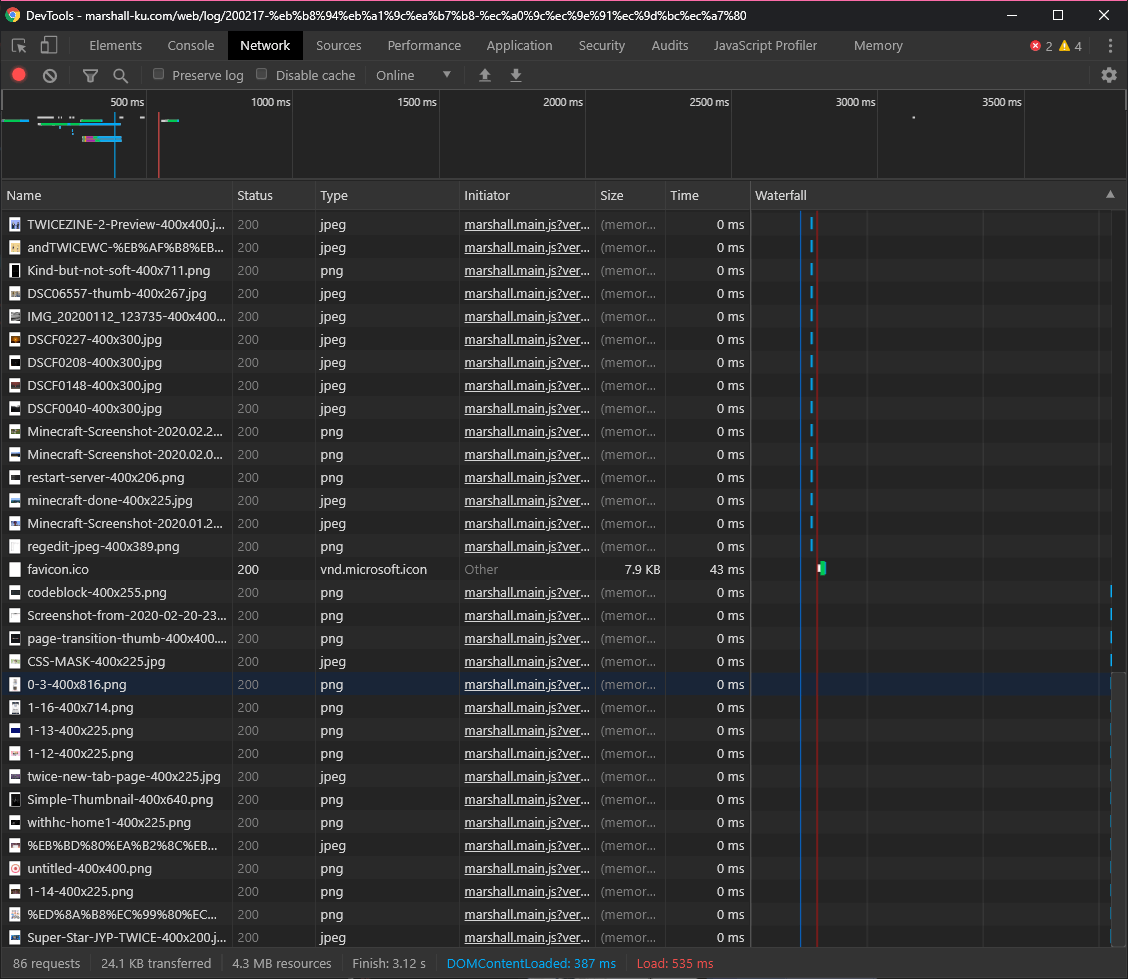 DevTools - marshall-ku.com/web/log/200217-%eb%b8%94%eb%a1%9c%ea%b7%b8-%ec%a0%9c%ec%9e%91%ec%9d%bc%ec%a7%80
Elements Console Network Sources Performance Application Security Audits JavaScript Profiler Memory 2 4
Preserve log Disable cache Online
500 ms 1000 ms 1500 ms 2000 ms 2500 ms 3000 ms 3500 ms
Name Status Type Initiator Size Time Waterfall
TWICEZINE-2-Preview-400x400.j... 200 jpeg marshall.main.js?ver... (memor... 0 ms
andTWICEWC-%EB%AF%B8%EB... 200 jpeg marshall.main.js?ver... (memor... 0 ms
Kind-but-not-soft-400x711.png 200 png marshall.main.js?ver... (memor... 0 ms
DSC06557-thumb-400x267.jpg 200 jpeg marshall.main.js?ver... (memor... 0 ms
IMG_20200112_123735-400x400... 200 jpeg marshall.main.js?ver... (memor... 0 ms
DSCF0227-400x300.jpg 200 jpeg marshall.main.js?ver... (memor... 0 ms
DSCF0208-400x300.jpg 200 jpeg marshall.main.js?ver... (memor... 0 ms
DSCF0148-400x300.jpg 200 jpeg marshall.main.js?ver... (memor... 0 ms
DSCF0040-400x300.jpg 200 jpeg marshall.main.js?ver... (memor... 0 ms
Minecraft-Screenshot-2020.02.2... 200 png marshall.main.js?ver... (memor... 0 ms
Minecraft-Screenshot-2020.02.0... 200 png marshall.main.js?ver... (memor... 0 ms
restart-server-400x206.png 200 png marshall.main.js?ver... (memor... 0 ms
minecraft-done-400x225.jpg 200 jpeg marshall.main.js?ver... (memor... 0 ms
Minecraft-Screenshot-2020.01.2... 200 jpeg marshall.main.js?ver... (memor... 0 ms
regedit-jpeg-400x389.png 200 png marshall.main.js?ver... (memor... 0 ms
favicon.ico 200 vnd.microsoft.icon Other 7.9 KB 43 ms
codeblock-400x255.png 200 png marshall.main.js?ver... (memor... 0 ms
Screenshot-from-2020-02-20-23... 200 png marshall.main.js?ver... (memor... 0 ms
page-transition-thumb-400x400.... 200 png marshall.main.js?ver... (memor... 0 ms
CSS-MASK-400x225.jpg 200 jpeg marshall.main.js?ver... (memor... 0 ms
0-3-400x816.png 200 png marshall.main.js?ver... (memor... 0 ms
1-16-400x714.png 200 png marshall.main.js?ver... (memor... 0 ms
1-13-400x225.png 200 png marshall.main.js?ver... (memor... 0 ms
1-12-400x225.png 200 png marshall.main.js?ver... (memor... 0 ms
twice-new-tab-page-400x225.jpg 200 jpeg marshall.main.js?ver... (memor... 0 ms
Simple-Thumbnail-400x640.png 200 png marshall.main.js?ver... (memor... 0 ms
withhc-home1-400x225.png 200 png marshall.main.js?ver... (memor... 0 ms
%EB%BD%80%EA%B2%8C%EB... 200 jpeg marshall.main.js?ver... (memor... 0 ms
untitled-400x400.png 200 png marshall.main.js?ver... (memor... 0 ms
1-14-400x225.png 200 png marshall.main.js?ver... (memor... 0 ms
%ED%8A%B8%EC%99%80%EC... 200 png marshall.main.js?ver... (memor... 0 ms
Super-Star-JYP-TWICE-400x200.j... 200 jpeg marshall.main.js?ver... (memor... 0 ms
86 requests 24.1 KB transferred 4.3 MB resources Finish: 3.12 s DOMContentLoaded: 387 ms Load: 535 ms